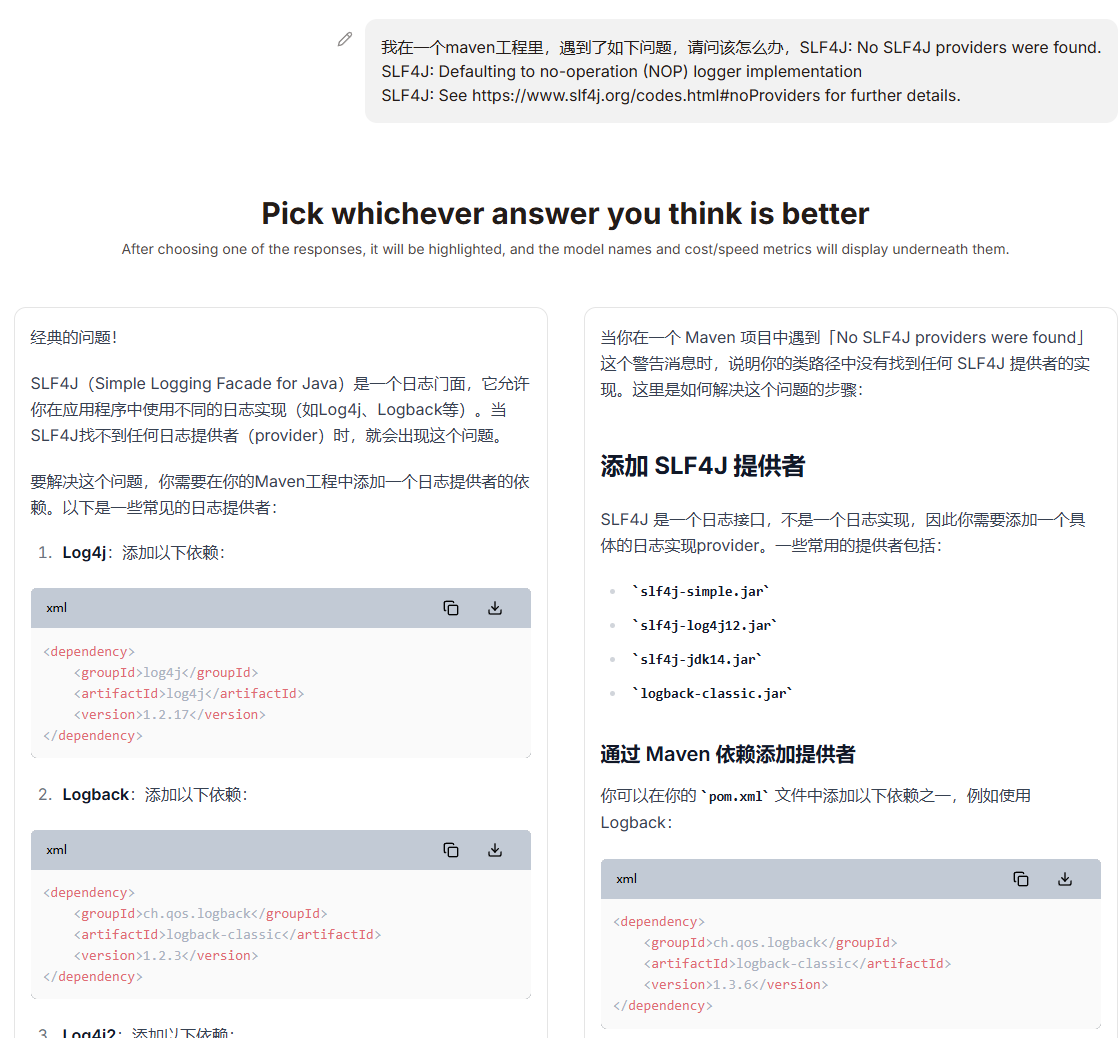 我在一个maven工程里，遇到了如下问题，请问该怎么办，SLF4J: No SLF4J providers were found.
SLF4J: Defaulting to no-operation (NOP) logger implementation
SLF4J: See https://www.slf4j.org/codes.html#noProviders for further details.
Pick whichever answer you think is better
After choosing one of the responses, it will be highlighted, and the model names and cost/speed metrics will display underneath them.
经典的问题！
SLF4J（Simple Logging Facade for Java）是一个日志门面，它允许
你在应用程序中使用不同的日志实现（如Log4j、Logback等）。当
SLF4J找不到任何日志提供者（provider）时，就会出现这个问题。
要解决这个问题，你需要在你的Maven工程中添加一个日志提供者的依
赖。以下是一些常见的日志提供者：
1. Log4j：添加以下依赖：
xml
<dependency>
    <groupId>log4j</groupId>
    <artifactId>log4j</artifactId>
    <version>1.2.17</version>
</dependency>
2. Logback：添加以下依赖：
xml
<dependency>
    <groupId>ch.qos.logback</groupId>
    <artifactId>logback-classic</artifactId>
    <version>1.2.3</version>
</dependency>
3. Log4j2：添加以下依赖：
当你在一个 Maven 项目中遇到「No SLF4J providers were found」
这个警告消息时，说明你的类路径中没有找到任何 SLF4J 提供者的实
现。这里是如何解决这个问题的步骤：
添加 SLF4J 提供者
SLF4J 是一个日志接口，不是一个日志实现，因此你需要添加一个具
体的日志实现provider。一些常用的提供者包括：
• `slf4j-simple.jar`
• `slf4j-log4j12.jar`
• `slf4j-jdk14.jar`
• `logback-classic.jar`
通过 Maven 依赖添加提供者
你可以在你的 `pom.xml` 文件中添加以下依赖之一，例如使用
Logback：
xml
<dependency>
    <groupId>ch.qos.logback</groupId>
    <artifactId>logback-classic</artifactId>
    <version>1.3.6</version>
</dependency>